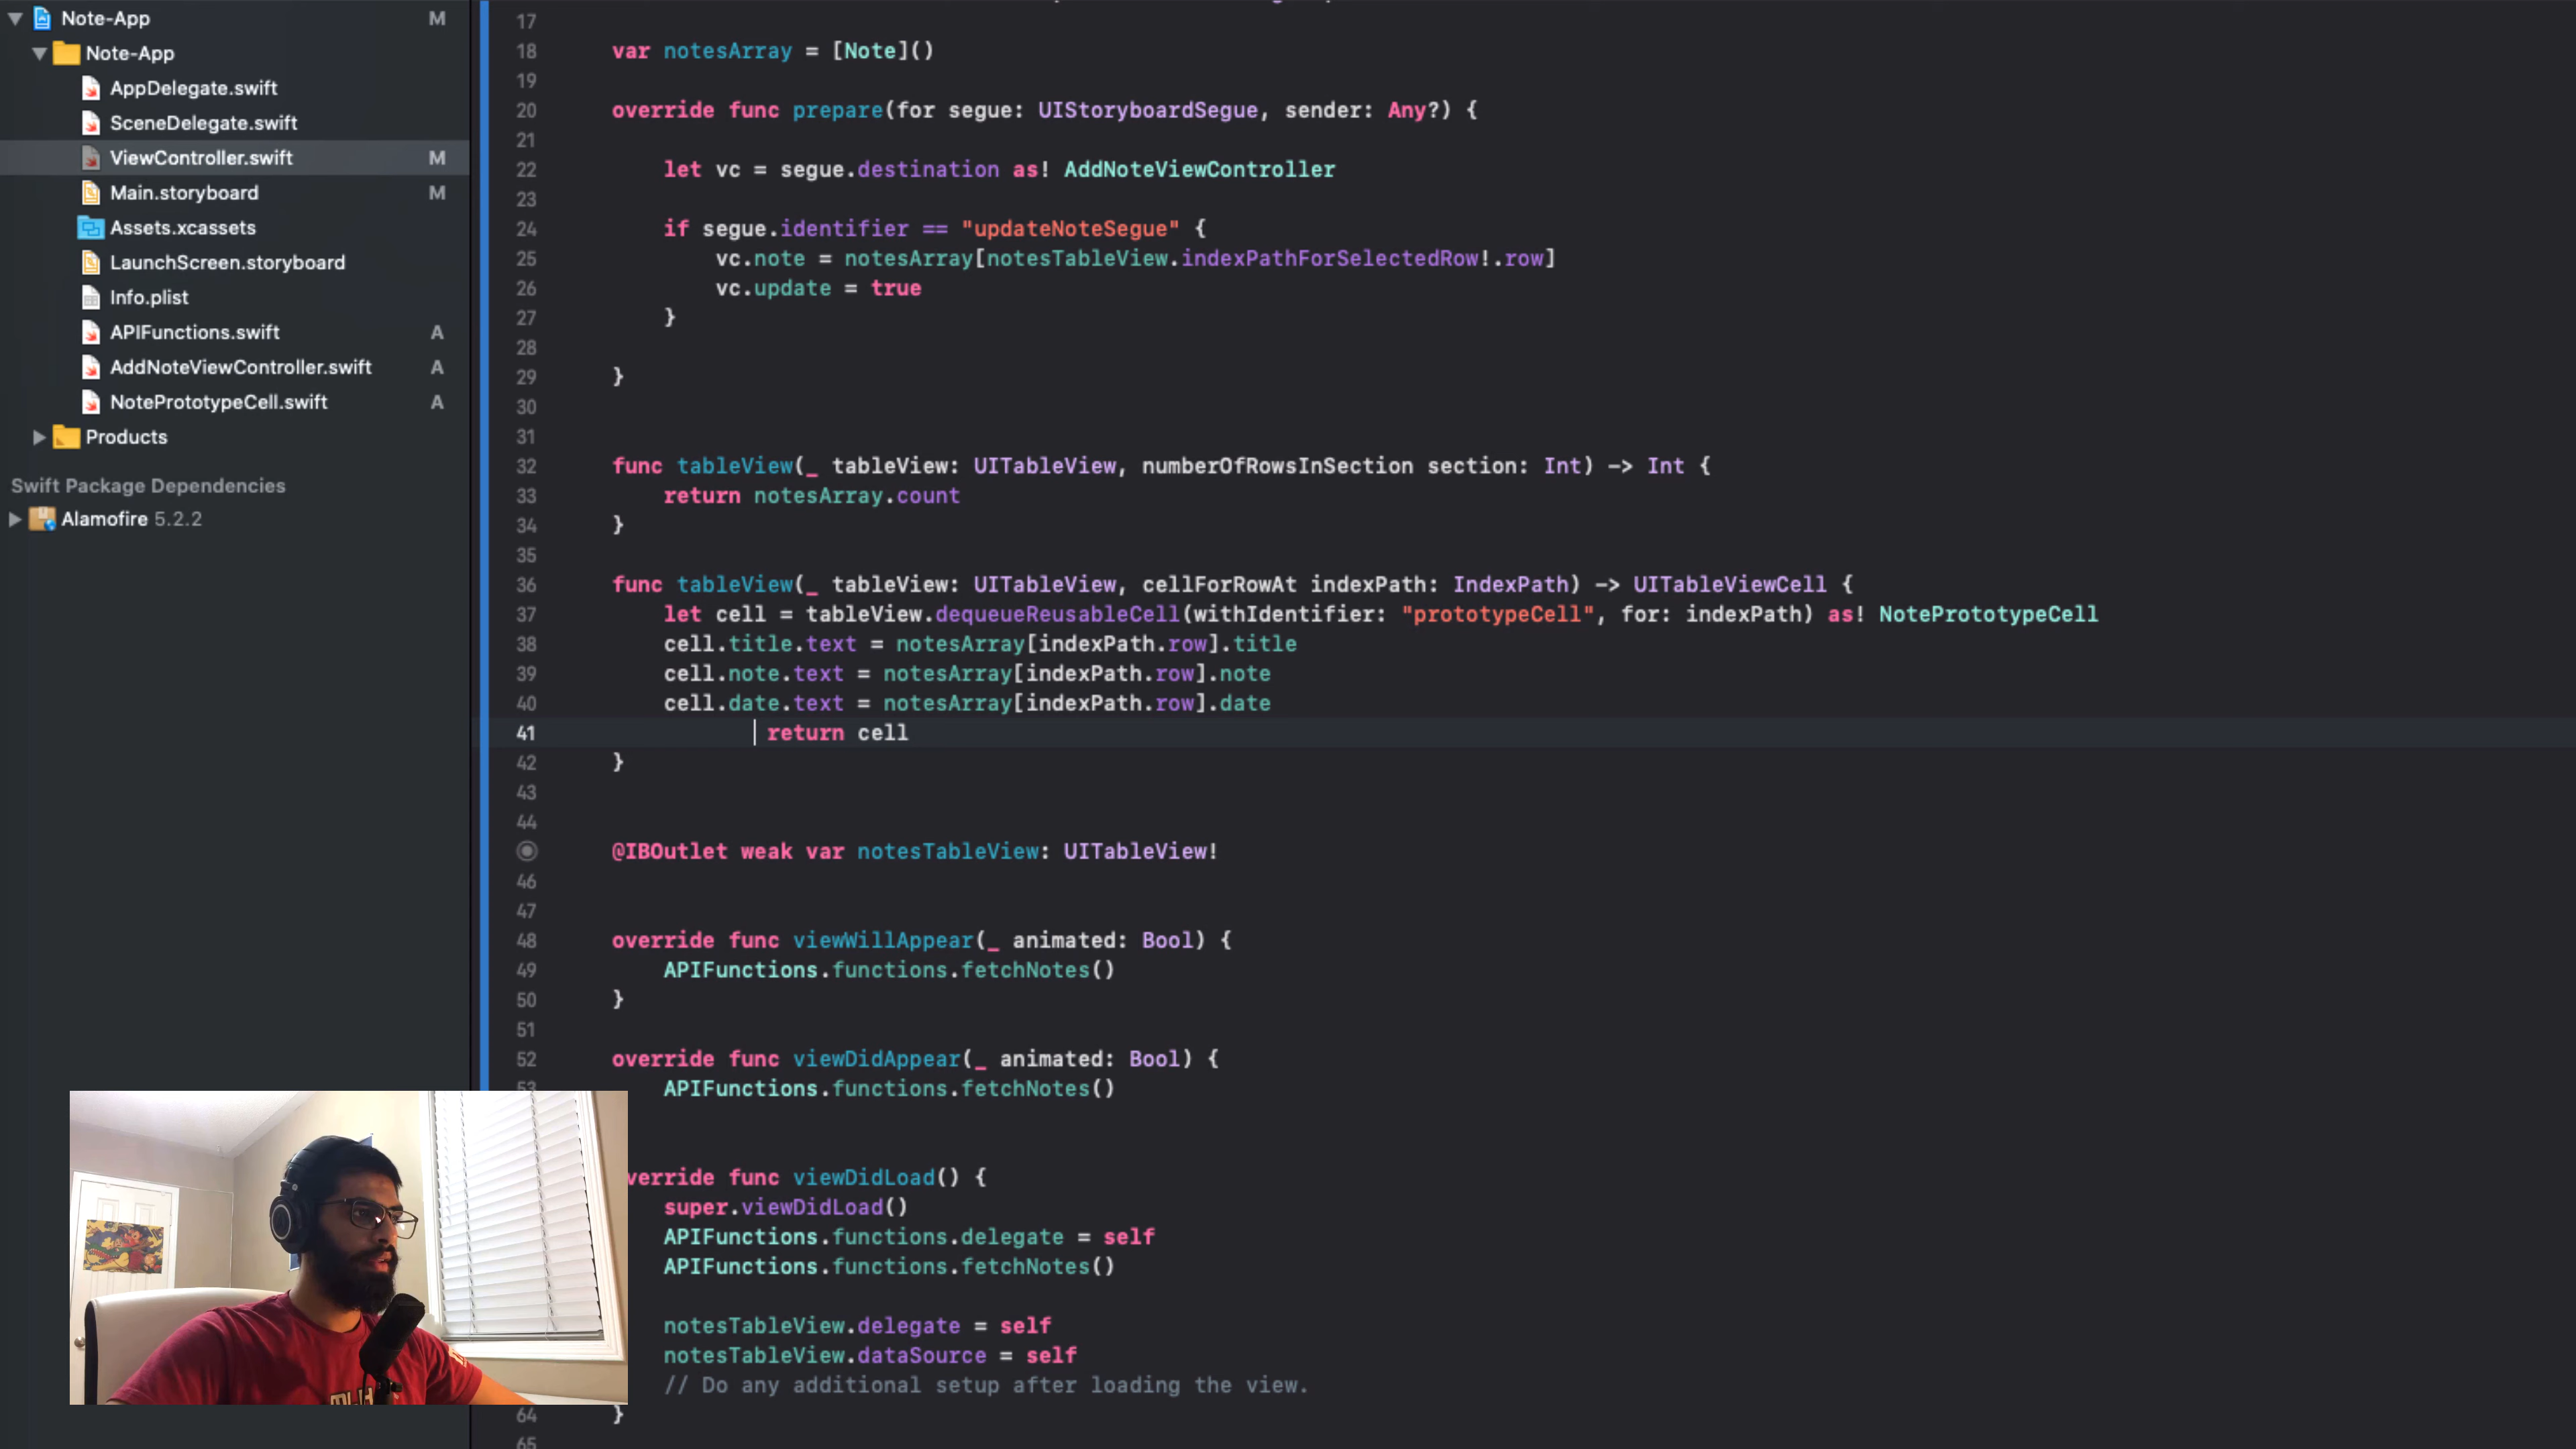 Note-App M
Note-App
AppDelegate.swift
SceneDelegate.swift
ViewController.swift M
Main.storyboard M
Assets.xcassets
LaunchScreen.storyboard
Info.plist
APIFunctions.swift A
AddNoteViewController.swift A
NotePrototypeCell.swift A
Products
Swift Package Dependencies
Alamofire 5.2.2
17
18 var notesArray = [Note]()
19
20 override func prepare(for segue: UIStoryboardSegue, sender: Any?) {
21
22 let vc = segue.destination as! AddNoteViewController
23
24 if segue.identifier == "updateNoteSegue" {
25 vc.note = notesArray[notesTableView.indexPathForSelectedRow!.row]
26 vc.update = true
27 }
28
29 }
30
31
32 func tableView(_ tableView: UITableView, numberOfRowsInSection section: Int) -> Int {
33 return notesArray.count
34 }
35
36 func tableView(_ tableView: UITableView, cellForRowAt indexPath: IndexPath) -> UITableViewCell {
37 let cell = tableView.dequeueReusableCell(withIdentifier: "prototypeCell", for: indexPath) as! NotePrototypeCell
38 cell.title.text = notesArray[indexPath.row].title
39 cell.note.text = notesArray[indexPath.row].note
40 cell.date.text = notesArray[indexPath.row].date
41 return cell
42 }
43
44
@IBOutlet weak var notesTableView: UITableView!
46
47
48 override func viewWillAppear(_ animated: Bool) {
49 APIFunctions.functions.fetchNotes()
50 }
51
52 override func viewDidAppear(_ animated: Bool) {
53 APIFunctions.functions.fetchNotes()
verride func viewDidLoad() {
super.viewDidLoad()
APIFunctions.functions.delegate = self
APIFunctions.functions.fetchNotes()
notesTableView.delegate = self
notesTableView.dataSource = self
// Do any additional setup after loading the view.
64 }
65